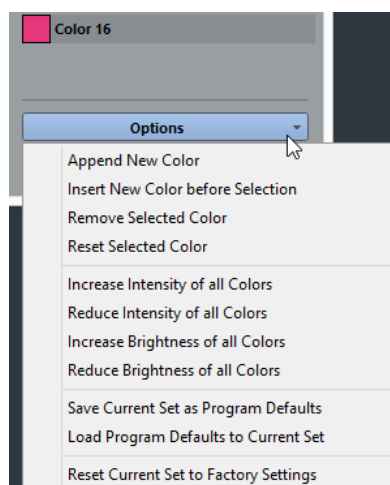 Color 16
Options
Append New Color
Insert New Color before Selection
Remove Selected Color
Reset Selected Color
Increase Intensity of all Colors
Reduce Intensity of all Colors
Increase Brightness of all Colors
Reduce Brightness of all Colors
Save Current Set as Program Defaults
Load Program Defaults to Current Set
Reset Current Set to Factory Settings